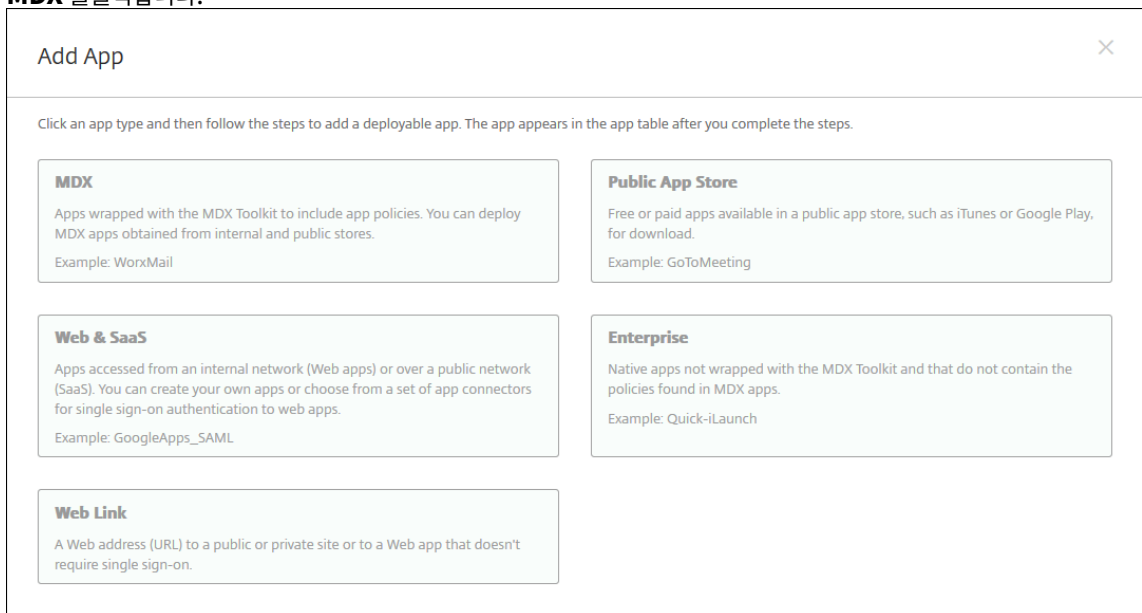 MDX
Add App
Click an app type and then follow the steps to add a deployable app. The app appears in the app table after you complete the steps.
MDX
Apps wrapped with the MDX Toolkit to include app policies. You can deploy
MDX apps obtained from internal and public stores.
Example: WorxMail
Public App Store
Free or paid apps available in a public app store, such as iTunes or Google Play,
for download.
Example: GoToMeeting
Web & SaaS
Apps accessed from an internal network (Web apps) or over a public network
(SaaS). You can create your own apps or choose from a set of app connectors
for single sign-on authentication to web apps.
Example: GoogleApps_SAML
Enterprise
Native apps not wrapped with the MDX Toolkit and that do not contain the
policies found in MDX apps.
Example: Quick-iLaunch
Web Link
A Web address (URL) to a public or private site or to a Web app that doesn't
require single sign-on.